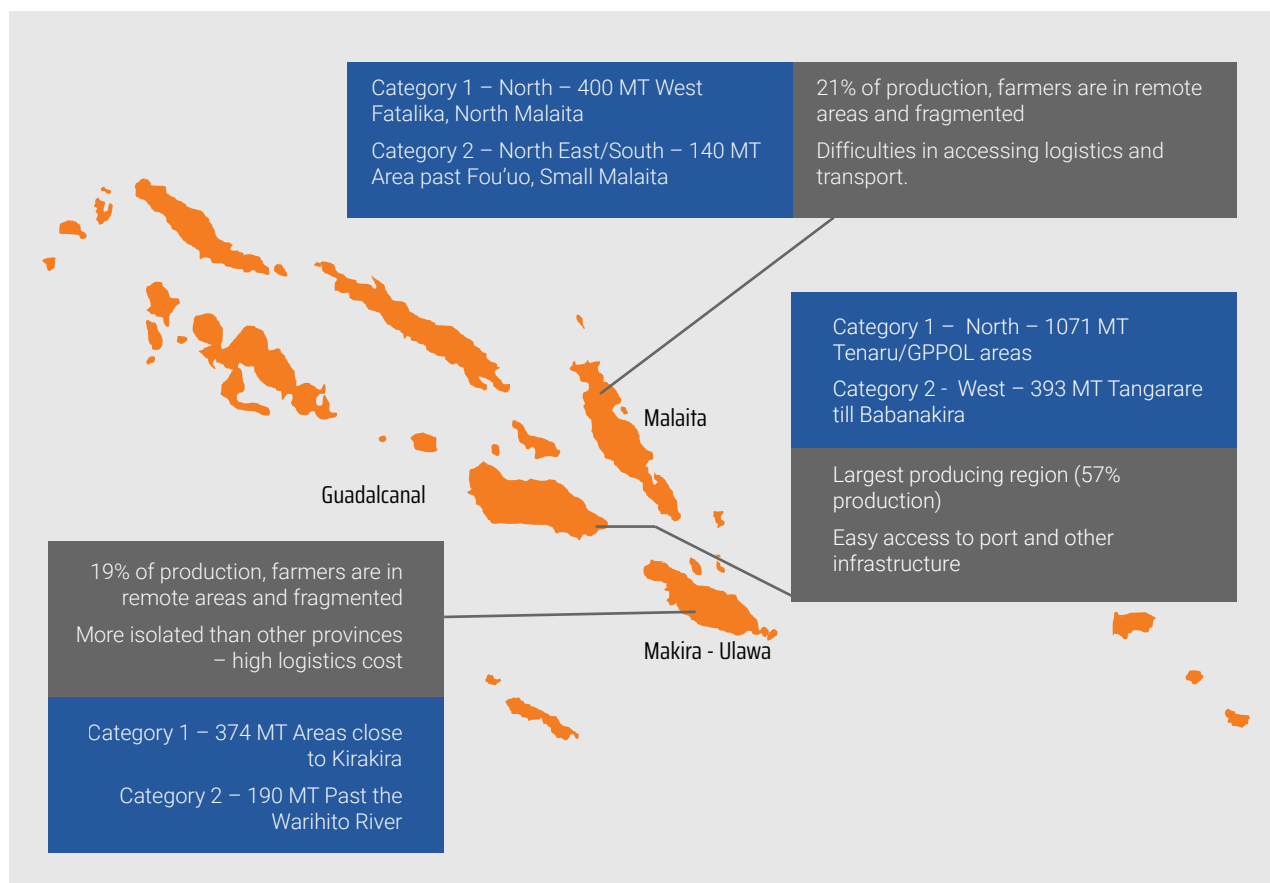 Category 1 – North – 400 MT West
Fatalika, North Malaita
Category 2 – North East/South – 140 MT
Area past Fou’uo, Small Malaita
21% of production, farmers are in remote
areas and fragmented
Difficulties in accessing logistics and
transport.
Category 1 –  North – 1071 MT
Tenaru/GPPOL areas
Category 2 -  West – 393 MT Tangarare
till Babanakira
Largest producing region (57%
production)
Easy access to port and other
infrastructure
Malaita
Guadalcanal
Makira - Ulawa
19% of production, farmers are in
remote areas and fragmented
More isolated than other provinces
– high logistics cost
Category 1 – 374 MT Areas close
to Kirakira
Category 2 – 190 MT Past the
Warihito River